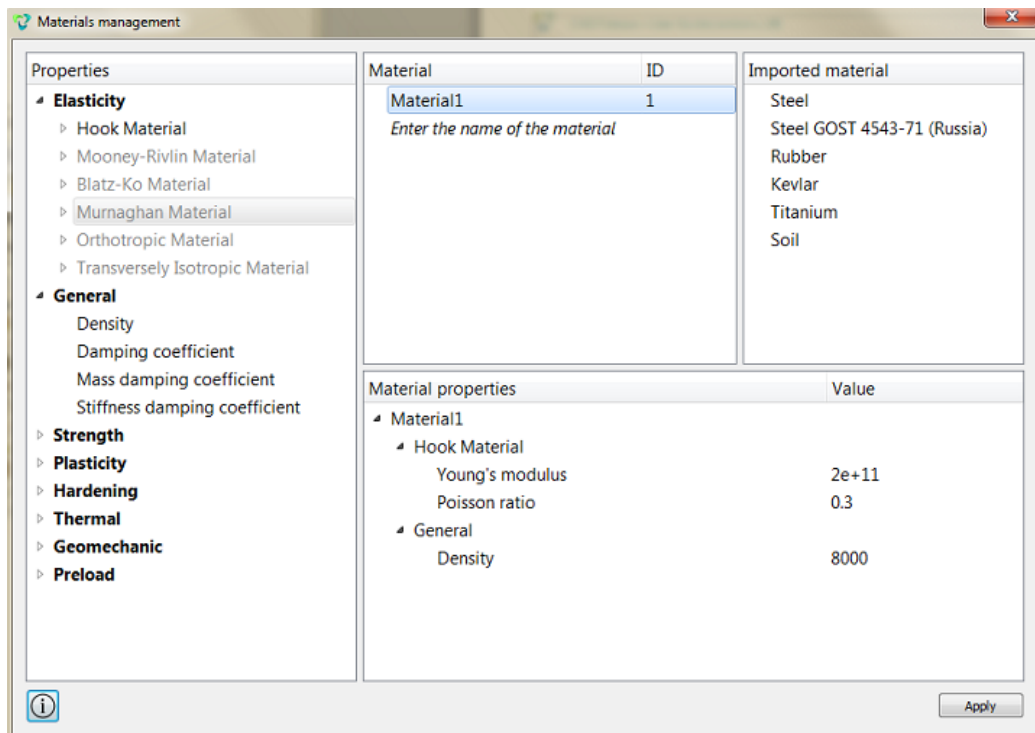 Materials management
Properties
Elasticity
Hook Material
Mooney-Rivlin Material
Blatz-Ko Material
Murnaghan Material
Orthotropic Material
Transversely Isotropic Material
General
Density
Damping coefficient
Mass damping coefficient
Stiffness damping coefficient
Strength
Plasticity
Hardening
Thermal
Geomechanic
Preload
Material ID
Material1 1
Enter the name of the material
Imported material
Steel
Steel GOST 4543-71 (Russia)
Rubber
Kevlar
Titanium
Soil
Material properties Value
Material1
Hook Material
Young's modulus 2e+11
Poisson ratio 0.3
General
Density 8000
Apply